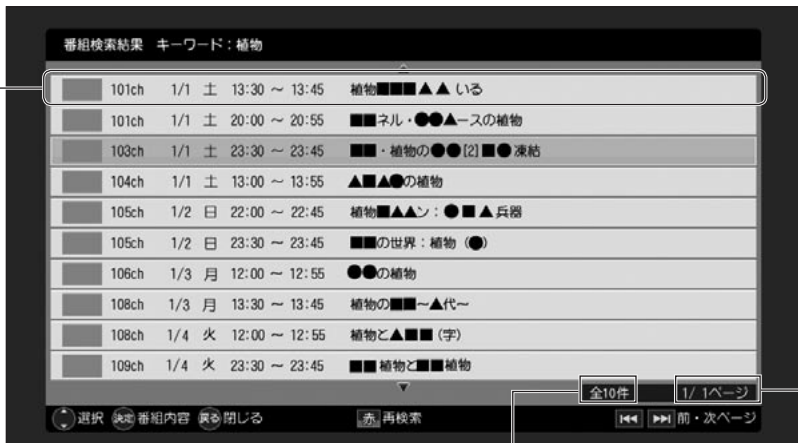 番組検索結果 キーワード：植物
101ch 1/1 土 13:30 ～ 13:45 植物■■■▲▲いる
101ch 1/1 土 20:00 ～ 20:55 ■■ネル・●●▲ースの植物
103ch 1/1 土 23:30 ～ 23:45 ■■・植物の●●[2]■●凍結
104ch 1/1 土 13:00 ～ 13:55 ▲■▲●の植物
105ch 1/2 日 22:00 ～ 22:45 植物■▲▲ン：●■▲兵器
105ch 1/2 日 23:30 ～ 23:45 ■■の世界：植物（●）
106ch 1/3 月 12:00 ～ 12:55 ●●の植物
108ch 1/3 月 13:30 ～ 13:45 植物の■■～▲代～
108ch 1/4 火 12:00 ～ 12:55 植物と▲■■（字）
109ch 1/4 火 23:30 ～ 23:45 ■■植物と■■植物
全10件 1/ 1ページ
選択 決定 番組内容 戻る 閉じる 赤 再検索 前・次ページ